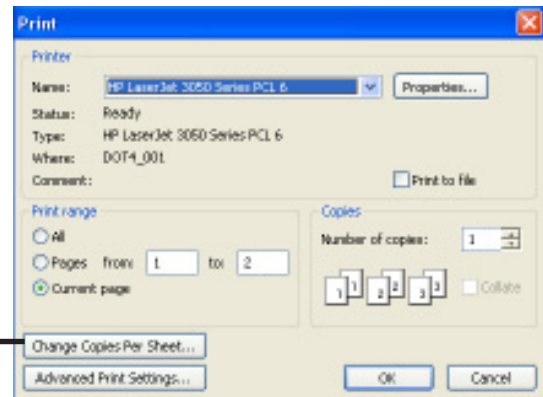 Print
Printer
Name: HP LaserJet 3050 Series PCL 6 Properties...
Status: Ready
Type: HP LaserJet 3050 Series PCL 6
Where: DOT4_001
Comment: Print to file
Print range
All
Pages from: 1 to: 2
Current page
Copies
Number of copies: 1
1 1 2 2 3 3 Collate
Change Copies Per Sheet...
Advanced Print Settings... OK Cancel